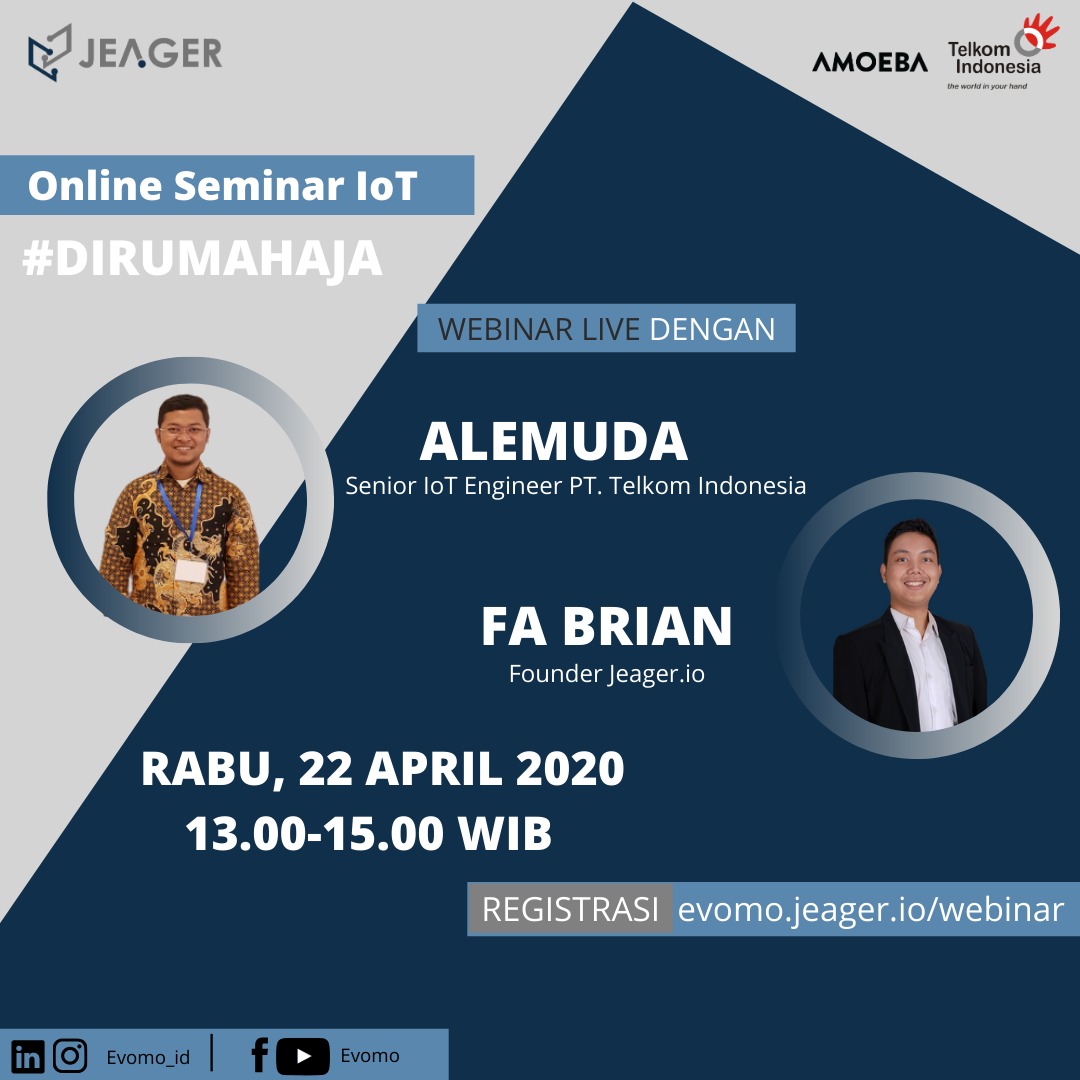 JEAGER
AMOEBA
Telkom
Indonesia
the world in your hand
Online Seminar IoT
#DIRUMAHAJA
WEBINAR LIVE DENGAN
ALEMUDA
Senior IoT Engineer PT. Telkom Indonesia
FA BRIAN
Founder Jeager.io
RABU, 22 APRIL 2020
13.00-15.00 WIB
REGISTRASI evomo.jeager.io/webinar
Evomo_id | Evomo